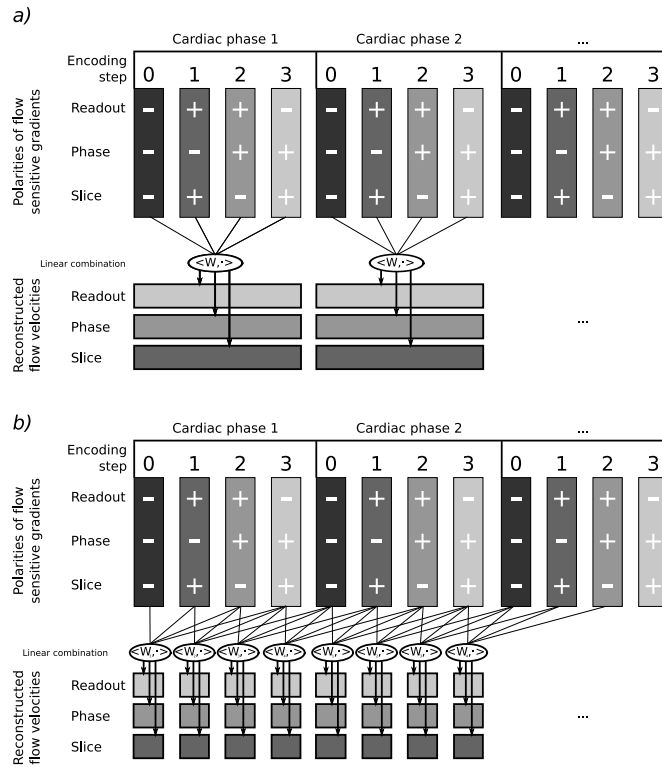 a)
Cardiac phase 1 Cardiac phase 2 ...
Encoding step 0 1 2 3 0 1 2 3 0 1 2 3
Polarities of flow sensitive gradients
Readout − + + − − + + − − + + −
Phase − − + + − − + + − − + +
Slice − + − + − + − + − + − +
Linear combination <W,·> <W,·>
Reconstructed flow velocities
Readout
Phase ...
Slice
b)
Cardiac phase 1 Cardiac phase 2 ...
Encoding step 0 1 2 3 0 1 2 3 0 1 2 3
Polarities of flow sensitive gradients
Readout − + + − − + + − − + + −
Phase − − + + − − + + − − + +
Slice − + − + − + − + − + − +
Linear combination <W,·> <W,·> <W,·> <W,·> <W,·> <W,·> <W,·> <W,·>
Reconstructed flow velocities
Readout
Phase ...
Slice